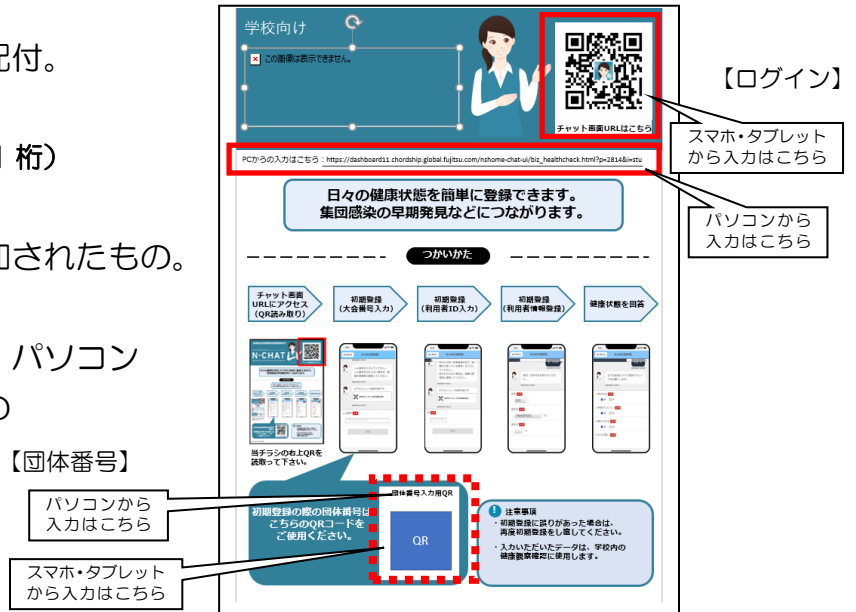 配付。
桁）
されたもの。
パソコン
の
【団体番号】
パソコンから
入力はこちら
スマホ・タブレット
から入力はこちら
学校向け
この画像は表示できません。
チャット画面URLはこちら
【ログイン】
スマホ・タブレット
から入力はこちら
PCからの入力はこちら：https://dashboard11.chordship.global.fujitsu.com/nshome-chat-ui/biz_healthcheck.html?p=2814&i=stu
パソコンから
入力はこちら
日々の健康状態を簡単に登録できます。
集団感染の早期発見などにつながります。
つかいかた
チャット画面
URLにアクセス
(QR読み取り)
初期登録
(大会番号入力)
初期登録
(利用者ID入力)
初期登録
(利用者情報登録)
健康状態を回答
N-CHAT
当チラシの右上QRを
読取って下さい。
初期登録の際の団体番号は
こちらのQRコードを
ご使用ください。
団体番号入力用QR
QR
注意事項
・初期登録に誤りがあった場合は、
再度初期登録をし直してください。
・入力いただいたデータは、学校内の
健康観察確認に使用します。